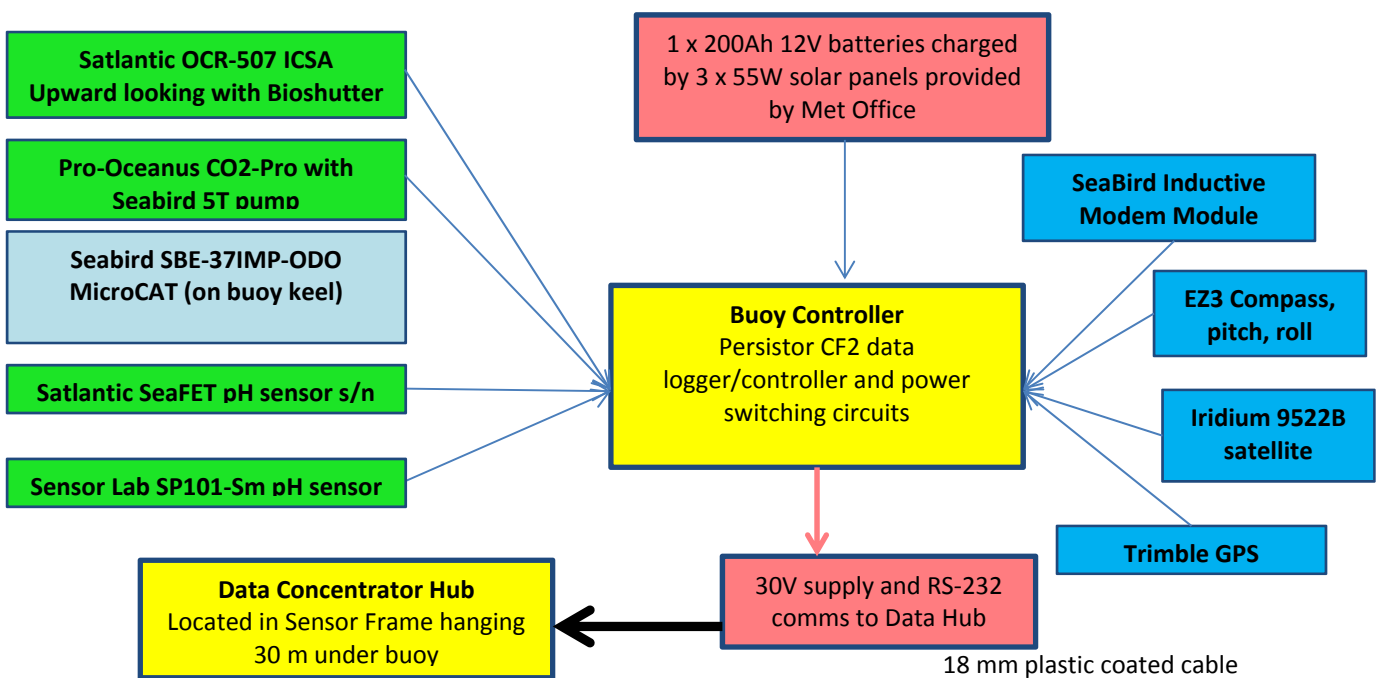 Satlantic OCR-507 ICSA
Upward looking with Bioshutter
Pro-Oceanus CO2-Pro with
Seabird 5T pump
Seabird SBE-37IMP-ODO
MicroCAT (on buoy keel)
Satlantic SeaFET pH sensor s/n
Sensor Lab SP101-Sm pH sensor
1 x 200Ah 12V batteries charged
by 3 x 55W solar panels provided
by Met Office
Buoy Controller
Persistor CF2 data
logger/controller and power
switching circuits
SeaBird Inductive
Modem Module
EZ3 Compass,
pitch, roll
Iridium 9522B
satellite
Trimble GPS
30V supply and RS-232
comms to Data Hub
Data Concentrator Hub
Located in Sensor Frame hanging
30 m under buoy
18 mm plastic coated cable